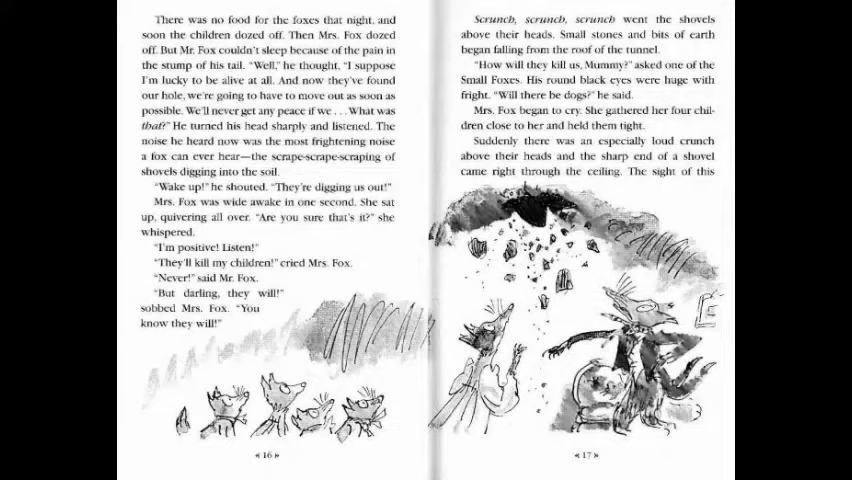 There was no food for the foxes that night, and
soon the children dozed off. Then Mrs. Fox dozed
off. But Mr. Fox couldn't sleep because of the pain in
the stump of his tail. "Well," he thought, "I suppose
I'm lucky to be alive at all. And now they've found
our hole, we're going to have to move out as soon as
possible. We'll never get any peace if we . . . What was
that?" He turned his head sharply and listened. The
noise he heard now was the most frightening noise
a fox can ever hear—the scrape-scrape-scraping of
shovels digging into the soil.
"Wake up!" he shouted. "They're digging us out!"
Mrs. Fox was wide awake in one second. She sat
up, quivering all over. "Are you sure that's it?" she
whispered.
"I'm positive! Listen!"
"They'll kill my children!" cried Mrs. Fox.
"Never!" said Mr. Fox.
"But darling, they will!"
sobbed Mrs. Fox. "You
know they will!"
« 16 »
Scrunch, scrunch, scrunch went the shovels
above their heads. Small stones and bits of earth
began falling from the roof of the tunnel.
"How will they kill us, Mummy?" asked one of the
Small Foxes. His round black eyes were huge with
fright. "Will there be dogs?" he said.
Mrs. Fox began to cry. She gathered her four chil-
dren close to her and held them tight.
Suddenly there was an especially loud crunch
above their heads and the sharp end of a shovel
came right through the ceiling. The sight of this
« 17 »